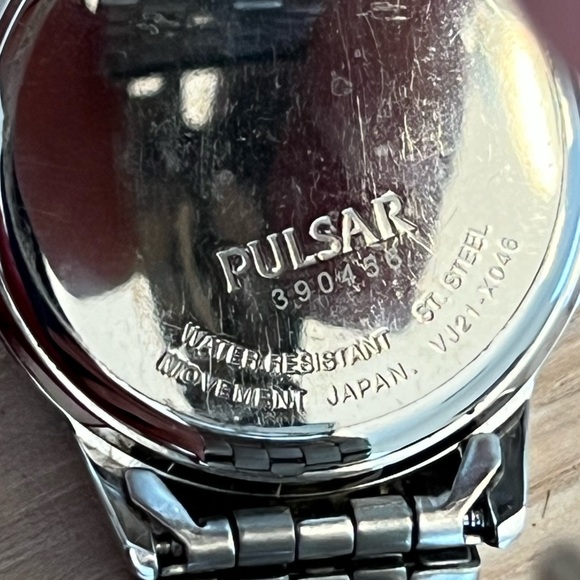 PULSAR
390456
WATER RESISTANT ST. STEEL
MOVEMENT JAPAN. VJ21-X046